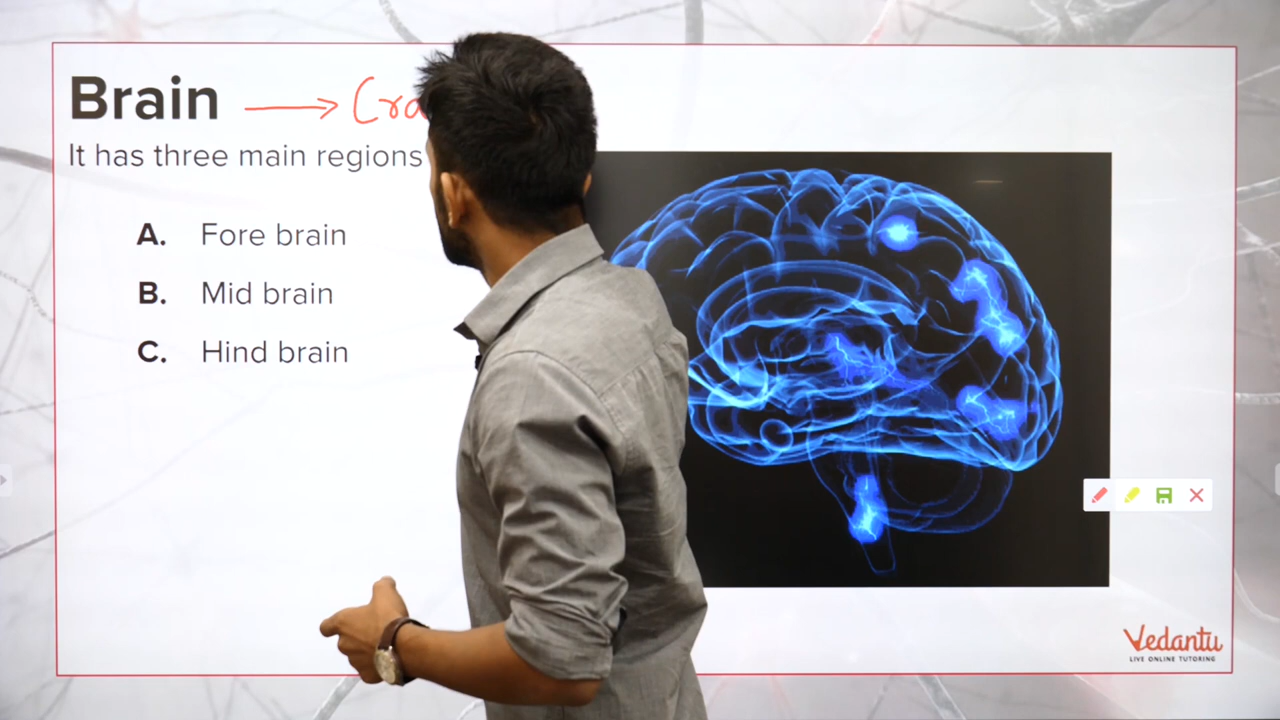 Brain →
It has three main regions
A. Fore brain
B. Mid brain
C. Hind brain
Vedantu
LIVE ONLINE TUTORING